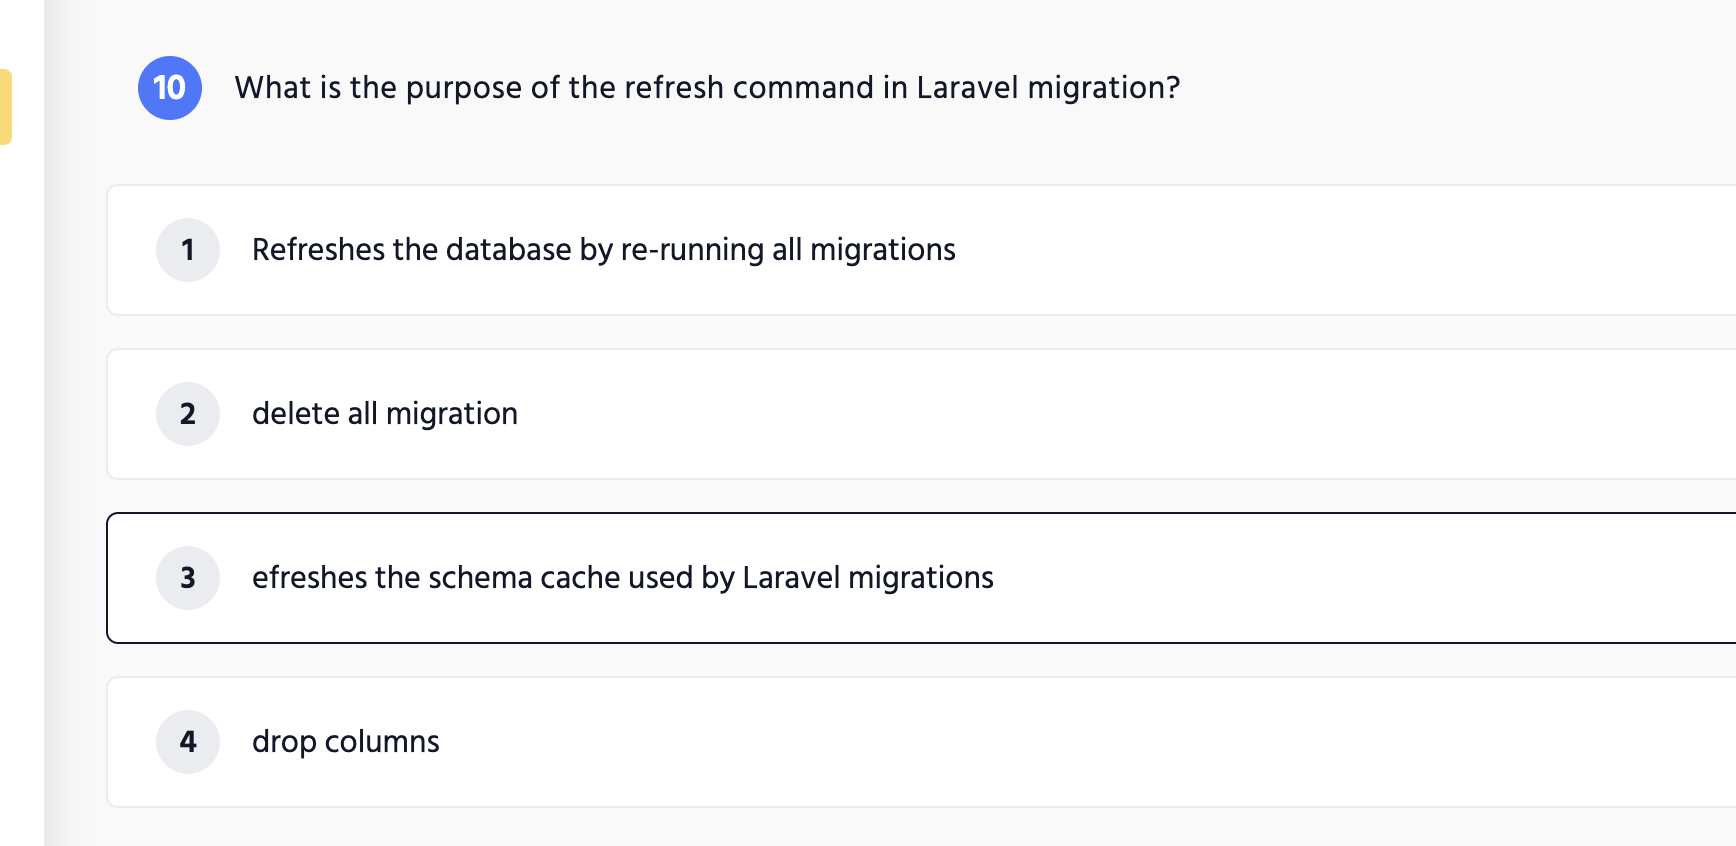 10 What is the purpose of the refresh command in Laravel migration?
1 Refreshes the database by re-running all migrations
2 delete all migration
3 efreshes the schema cache used by Laravel migrations
4 drop columns